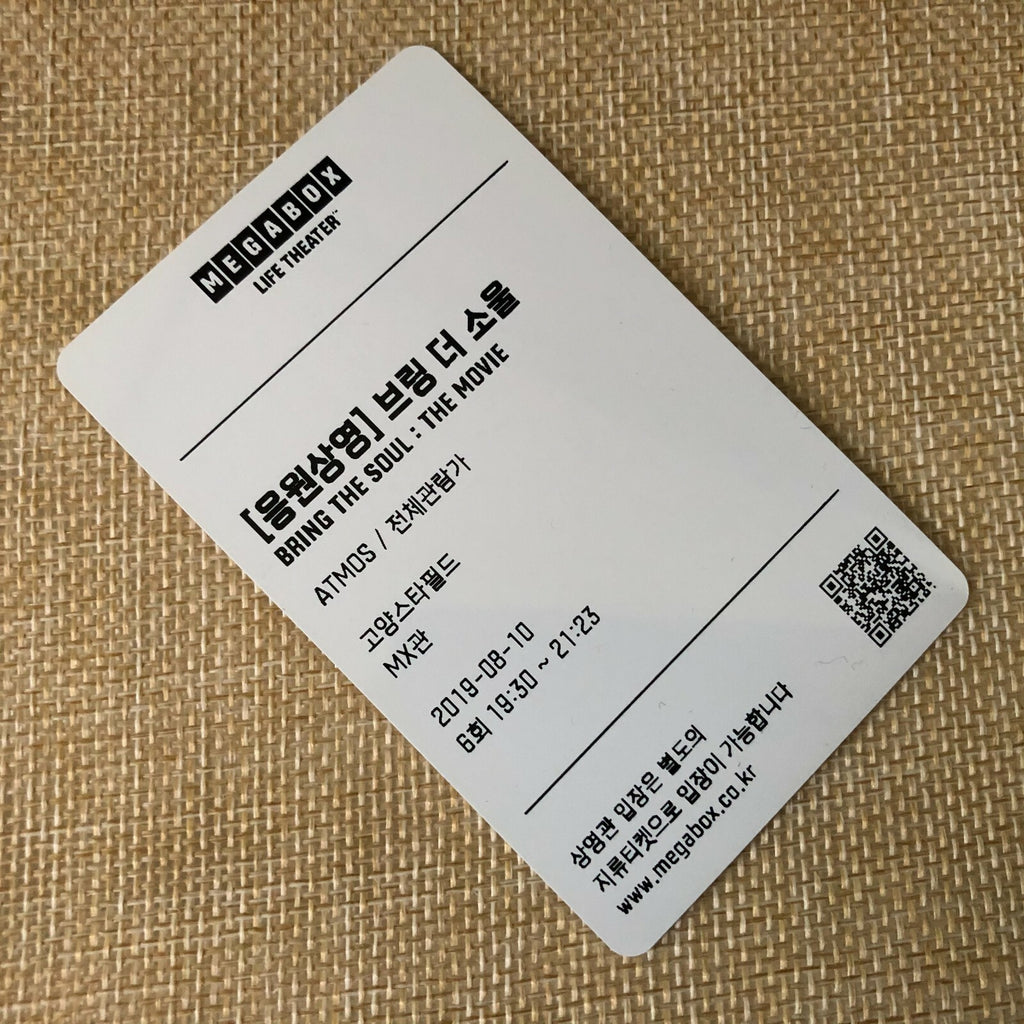 MEGABOX
LIFE THEATER™
[응원상영] 브링 더 소울
BRING THE SOUL : THE MOVIE
ATMOS / 전체관람가
고양스타필드
MX관
2019-08-10
6회 19:30 ~ 21:23
상영관 입장은 별도의
지류티켓으로 입장이 가능합니다
www.megabox.co.kr